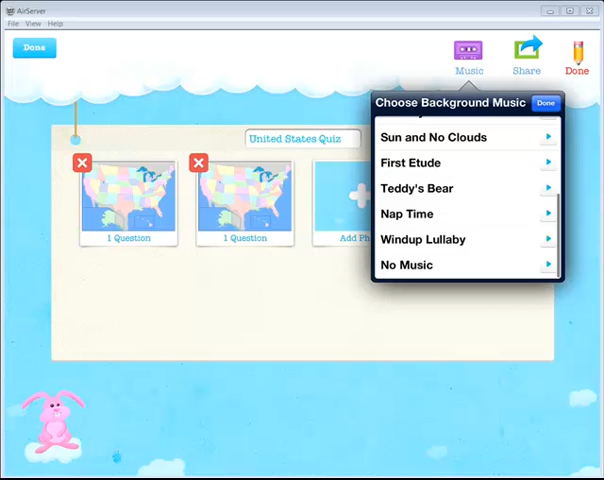 AirServer
File View Help
Done
Music
Share
Done
Choose Background Music
Done
Sun and No Clouds
First Etude
Teddy's Bear
Nap Time
Windup Lullaby
No Music
United States Quiz
1 Question
1 Question
Add Ph